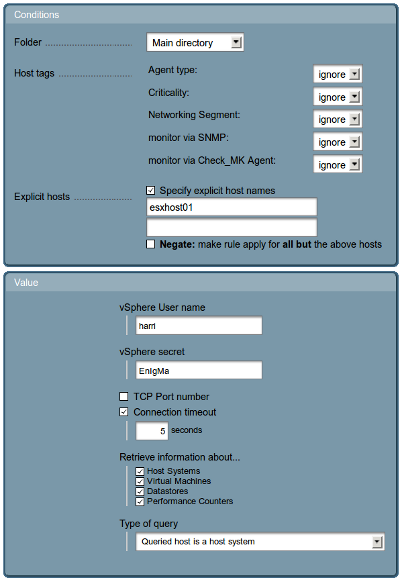 Conditions
Folder
Main directory
Host tags
Agent type:
ignore
Criticality:
ignore
Networking Segment:
ignore
monitor via SNMP:
ignore
monitor via Check_MK Agent:
ignore
Explicit hosts
Specify explicit host names
esxhost01
Negate: make rule apply for all but the above hosts
Value
vSphere User name
harri
vSphere secret
EnIgMa
TCP Port number
Connection timeout
5 seconds
Retrieve information about...
Host Systems
Virtual Machines
Datastores
Performance Counters
Type of query
Queried host is a host system